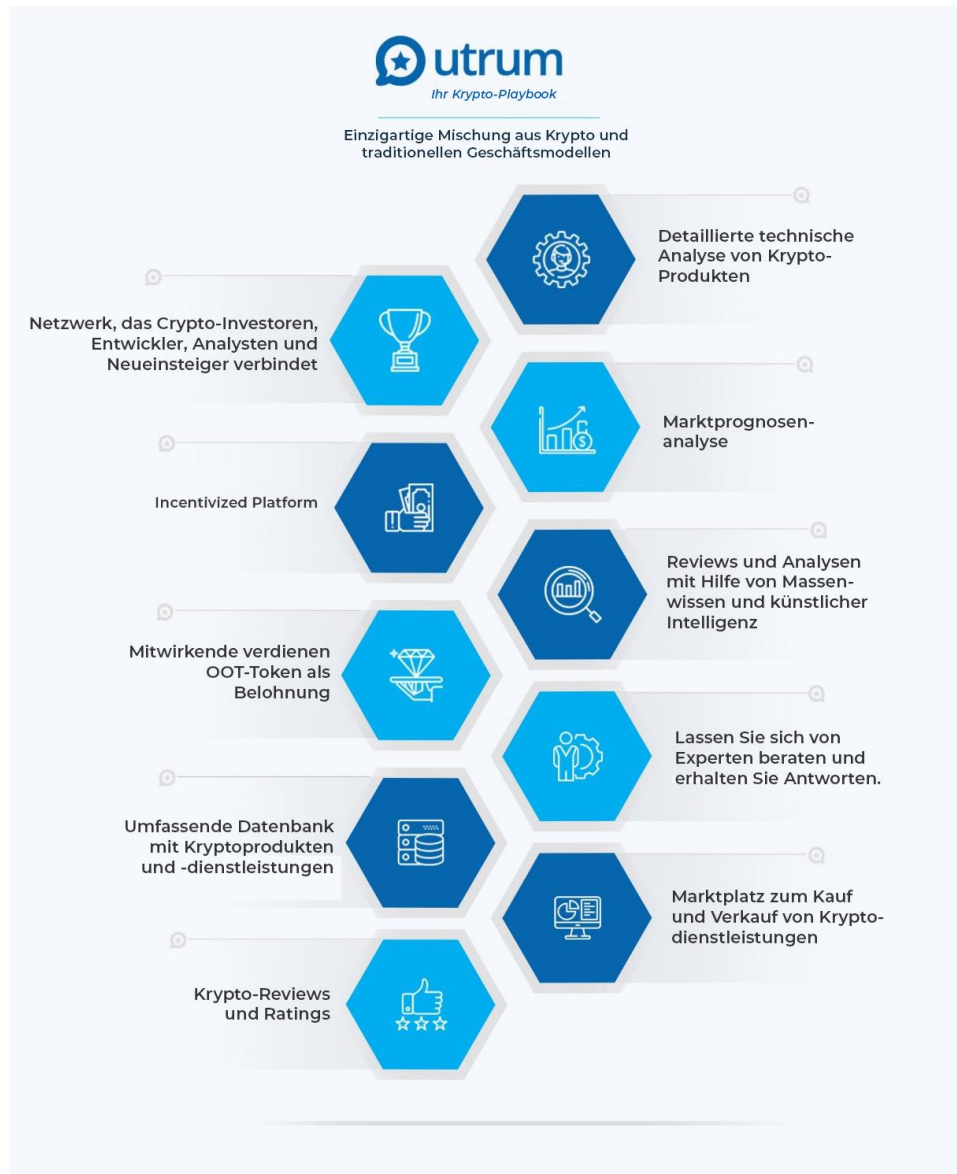 utrum
Ihr Krypto-Playbook
Einzigartige Mischung aus Krypto und
traditionellen Geschäftsmodellen
Detaillierte technische
Analyse von Krypto-
Produkten
Netzwerk, das Crypto-Investoren,
Entwickler, Analysten und
Neueinsteiger verbindet
Marktprognosen-
analyse
Incentivized Platform
Reviews und Analysen
mit Hilfe von Massen-
wissen und künstlicher
Intelligenz
Mitwirkende verdienen
OOT-Token als
Belohnung
Lassen Sie sich von
Experten beraten und
erhalten Sie Antworten.
Umfassende Datenbank
mit Kryptoprodukten
und -dienstleistungen
Marktplatz zum Kauf
und Verkauf von Krypto-
dienstleistungen
Krypto-Reviews
und Ratings